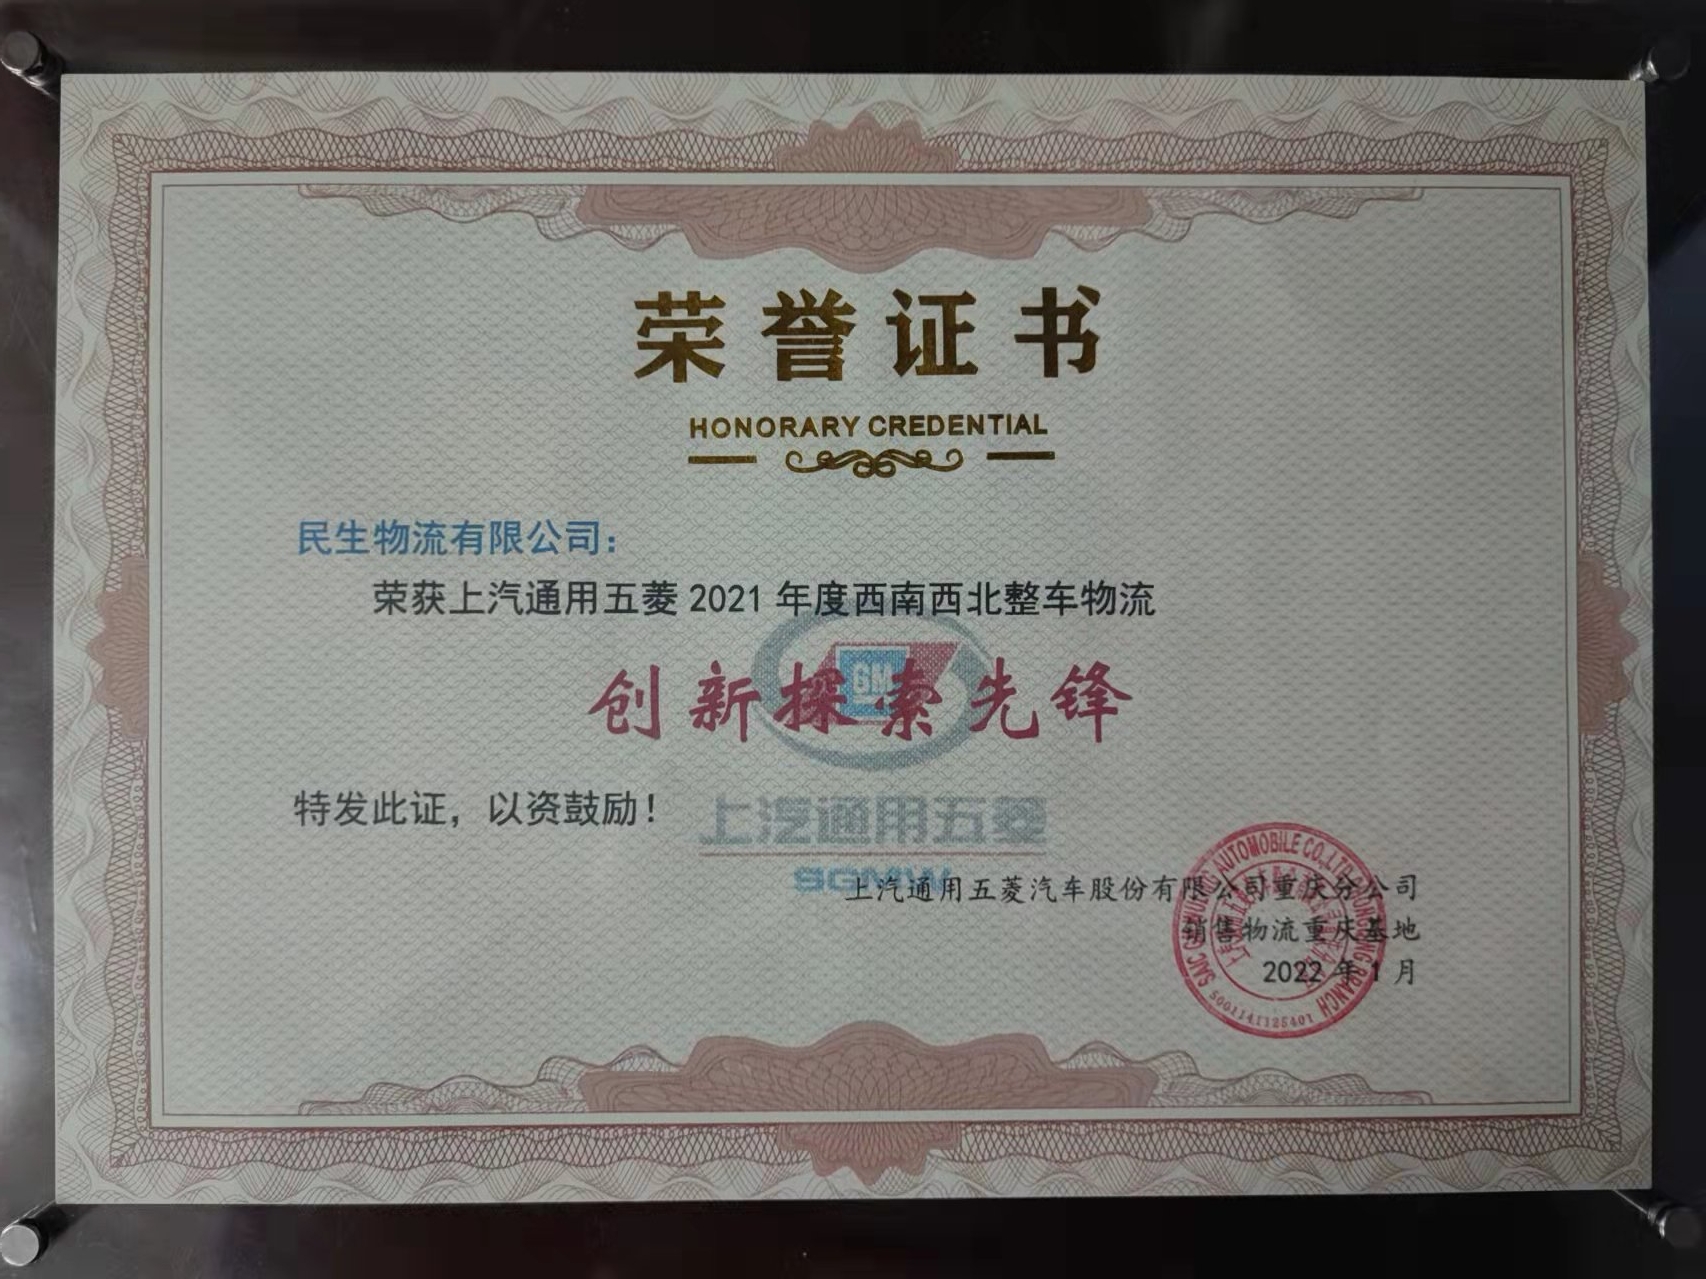 荣誉证书
HONORARY CREDENTIAL
民生物流有限公司:
荣获上汽通用五菱2021年度西南西北整车物流
GM
创新探索先锋
特发此证，以资鼓励！
上汽通用五菱
SGMW
上汽通用五菱汽车股份有限公司重庆分公司
销售物流重庆基地
2022年1月
5001141125401